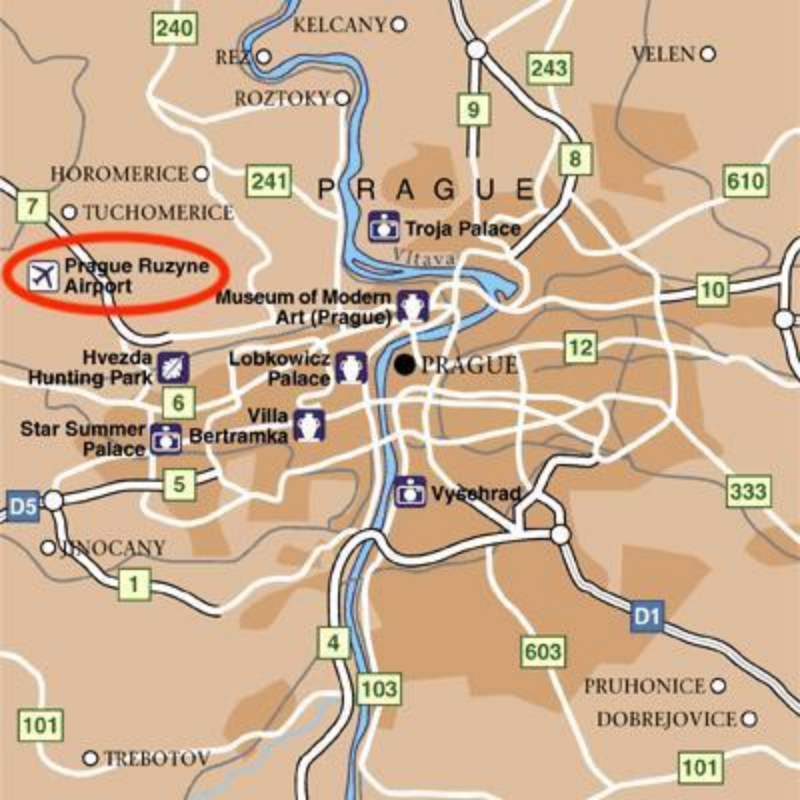 240
KELCANY
REZ
VELEN
243
ROZTOKY
9
8
HOROMERICE
241
PRAGUE
610
7
TUCHOMERICE
Troja Palace
Vltava
Prague Ruzyne
Airport
10
Museum of Modern
Art (Prague)
12
Hvezda
Hunting Park
Lobkowicz
Palace
PRAGUE
6
Star Summer
Palace
Villa
Bertramka
5
Vyšehrad
333
D5
JINOCANY
1
D1
4
603
103
PRUHONICE
101
DOBREJOVICE
TREBOTOV
101